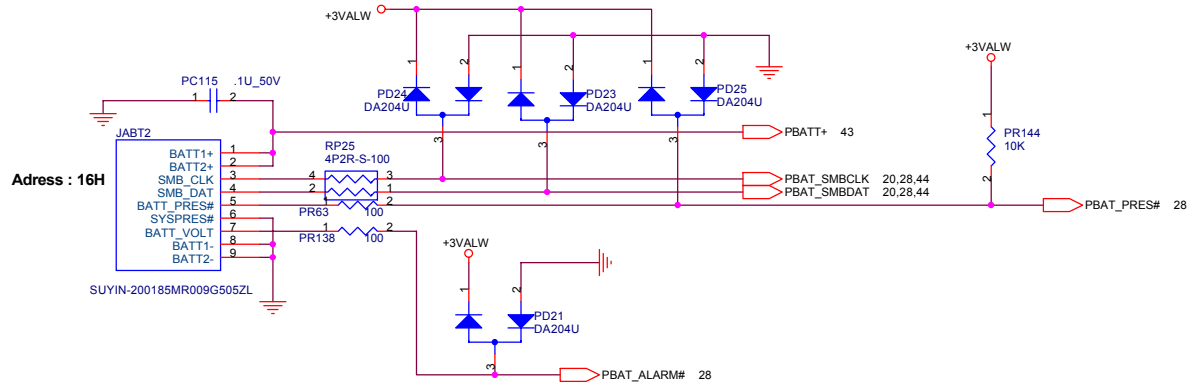 +3VALW
+3VALW
1
2
1
2
1
2
PC115 .1U_50V
1 2
PD24
DA204U
PD23
DA204U
PD25
DA204U
1
PR144
10K
2
3
3
3
PBATT+ 43
JABT2
RP25
4P2R-S-100
BATT1+ 1
BATT2+ 2
Adress : 16H
SMB_CLK 3
4 3
PBAT_SMBCLK 20,28,44
SMB_DAT 4
2 1
PBAT_SMBDAT 20,28,44
BATT_PRES# 5
1 2
PBAT_PRES# 28
PR63 100
SYSPRES# 6
BATT_VOLT 7
1 2
PR138 100
BATT1- 8
BATT2- 9
SUYIN-200185MR009G505ZL
+3VALW
1
2
PD21
DA204U
3
PBAT_ALARM# 28